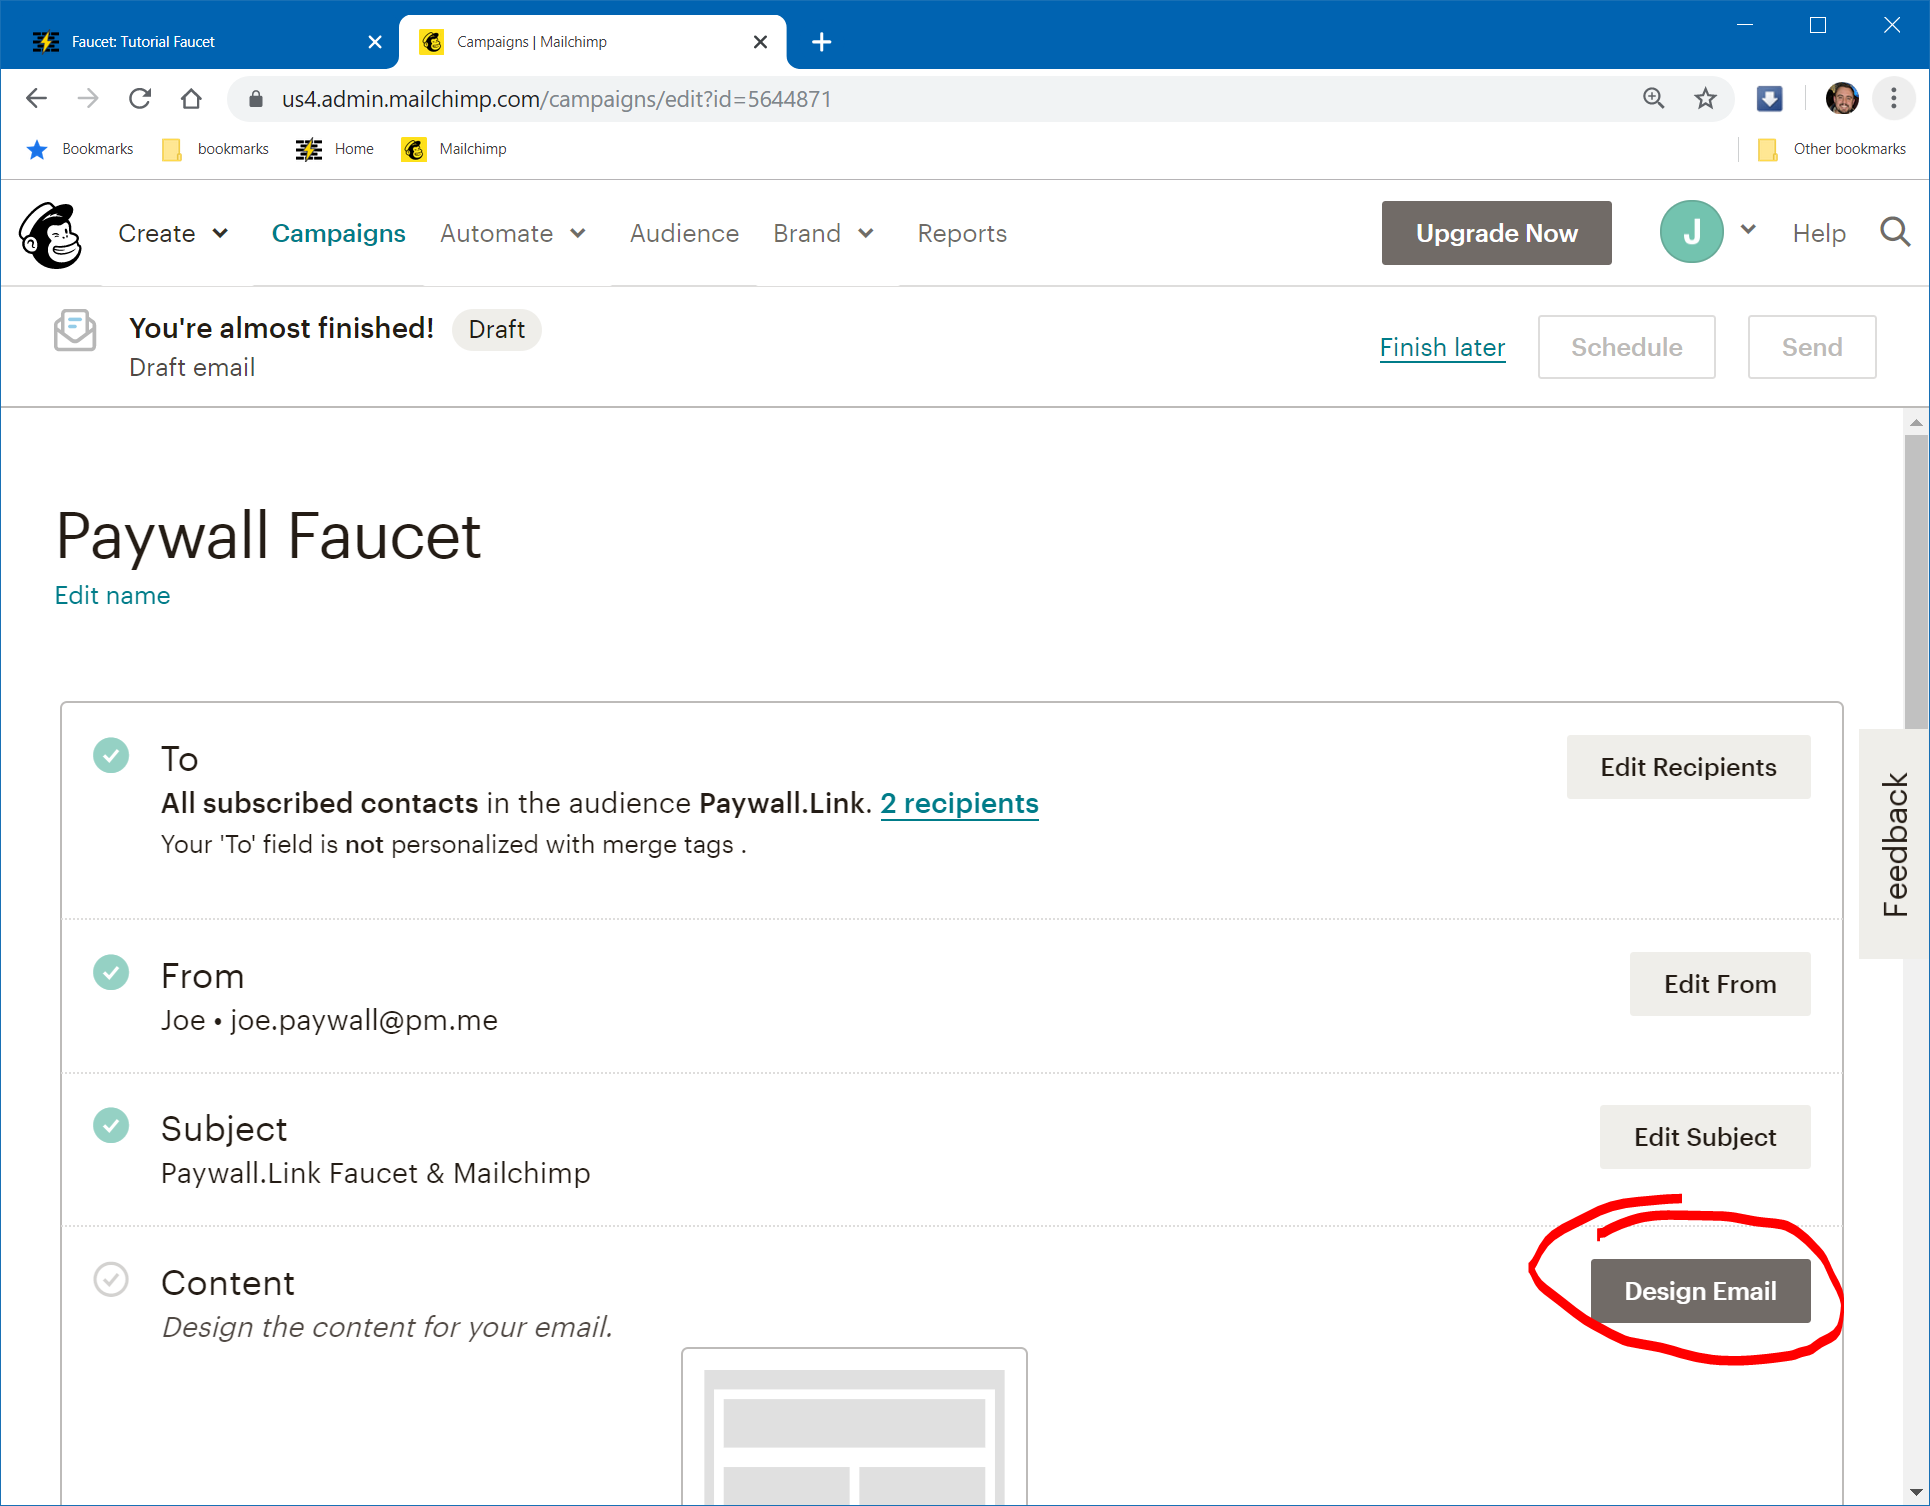 Faucet: Tutorial Faucet
Campaigns | Mailchimp
us4.admin.mailchimp.com/campaigns/edit?id=5644871
Bookmarks
bookmarks
Home
Mailchimp
Other bookmarks
Create
Campaigns
Automate
Audience
Brand
Reports
Upgrade Now
J
Help
You're almost finished!
Draft
Draft email
Finish later
Schedule
Send
Paywall Faucet
Edit name
To
All subscribed contacts in the audience Paywall.Link. 2 recipients
Your 'To' field is not personalized with merge tags .
Edit Recipients
Feedback
From
Joe • joe.paywall@pm.me
Edit From
Subject
Paywall.Link Faucet & Mailchimp
Edit Subject
Content
Design the content for your email.
Design Email